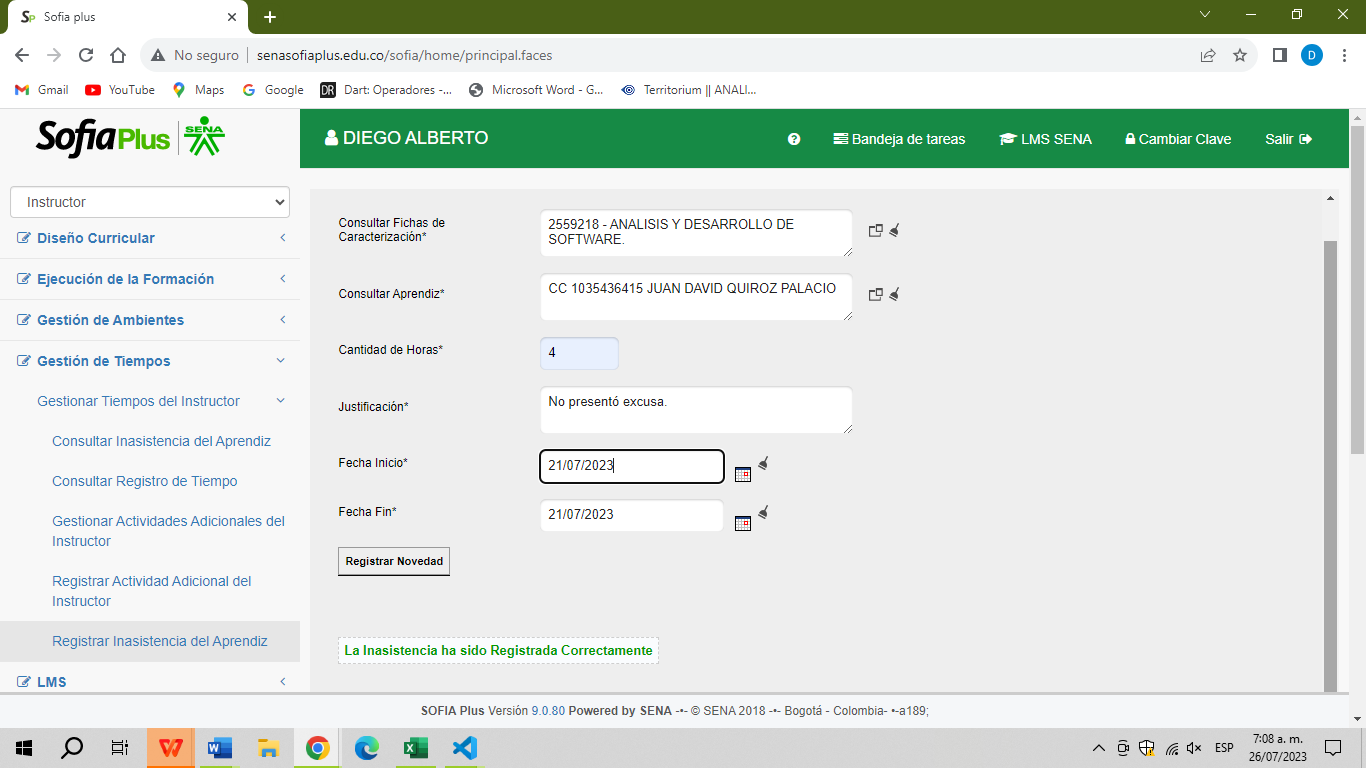 Sofia plus
No seguro
senasofiaplus.edu.co/sofia/home/principal.faces
D
Gmail
YouTube
Maps
Google
DR
Dart: Operadores -...
Microsoft Word - G...
Territorium || ANALI...
Sofia Plus
SENA
DIEGO ALBERTO
Bandeja de tareas
LMS SENA
Cambiar Clave
Salir
Instructor
Diseño Curricular
Ejecución de la Formación
Gestión de Ambientes
Gestión de Tiempos
Gestionar Tiempos del Instructor
Consultar Inasistencia del Aprendiz
Consultar Registro de Tiempo
Gestionar Actividades Adicionales del
Instructor
Registrar Actividad Adicional del
Instructor
Registrar Inasistencia del Aprendiz
LMS
Consultar Fichas de
Caracterización*
2559218 - ANALISIS Y DESARROLLO DE
SOFTWARE.
Consultar Aprendiz*
CC 1035436415 JUAN DAVID QUIROZ PALACIO
Cantidad de Horas*
4
Justificación*
No presentó excusa.
Fecha Inicio*
21/07/2023
Fecha Fin*
21/07/2023
Registrar Novedad
La Inasistencia ha sido Registrada Correctamente
SOFIA Plus Versión 9.0.80 Powered by SENA -•- © SENA 2018 -•- Bogotá - Colombia- •-a189;
ESP
7:08 a. m.
26/07/2023